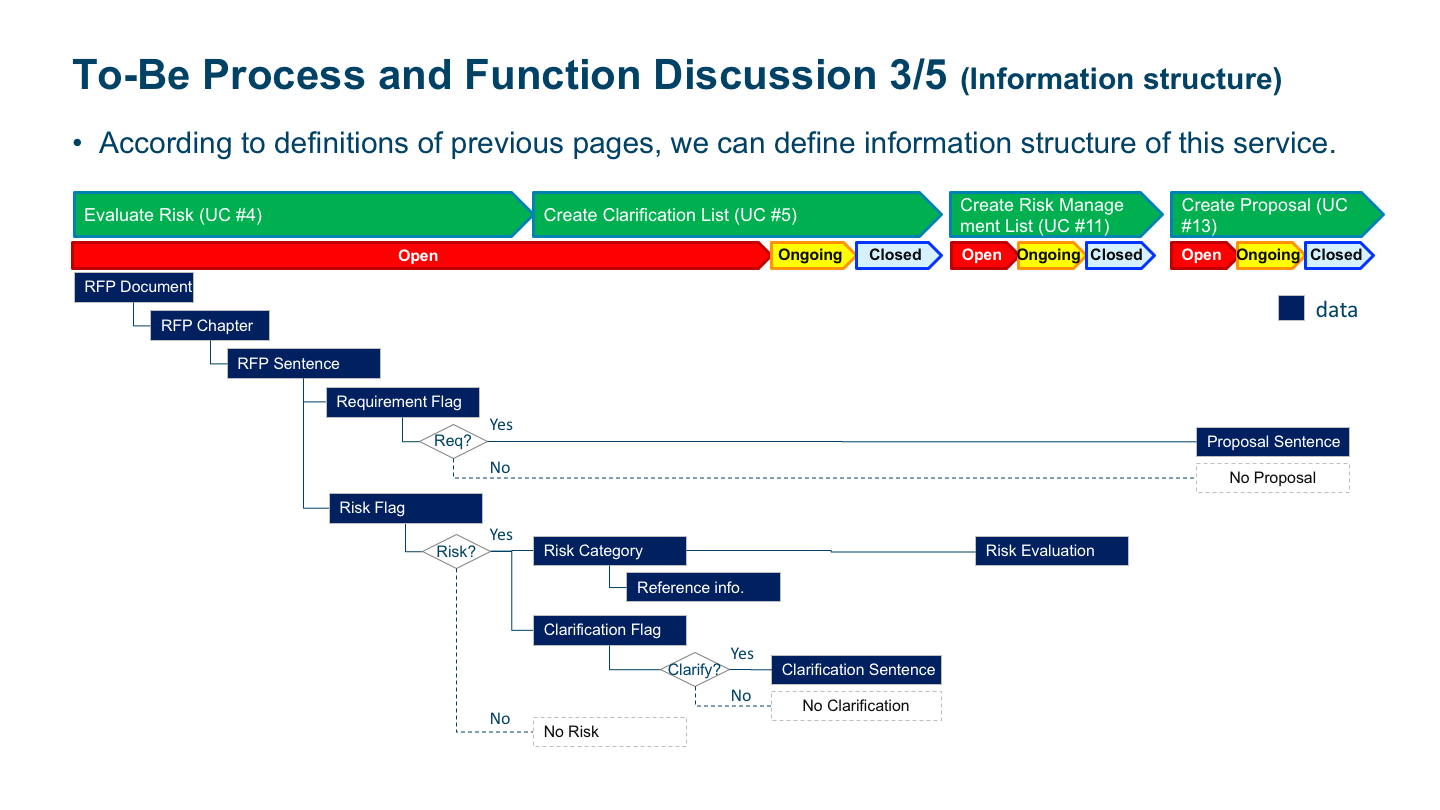 To-Be Process and Function Discussion 3/5 (Information structure)
• According to definitions of previous pages, we can define information structure of this service.
Evaluate Risk (UC #4)
Create Clarification List (UC #5)
Create Risk Manage
ment List (UC #11)
Create Proposal (UC
#13)
Open
Ongoing
Closed
Open
Ongoing
Closed
Open
Ongoing
Closed
RFP Document
data
RFP Chapter
RFP Sentence
Requirement Flag
Req?
Yes
Proposal Sentence
No
No Proposal
Risk Flag
Risk?
Yes
Risk Category
Risk Evaluation
Reference info.
Clarification Flag
Clarify?
Yes
Clarification Sentence
No
No Clarification
No
No Risk